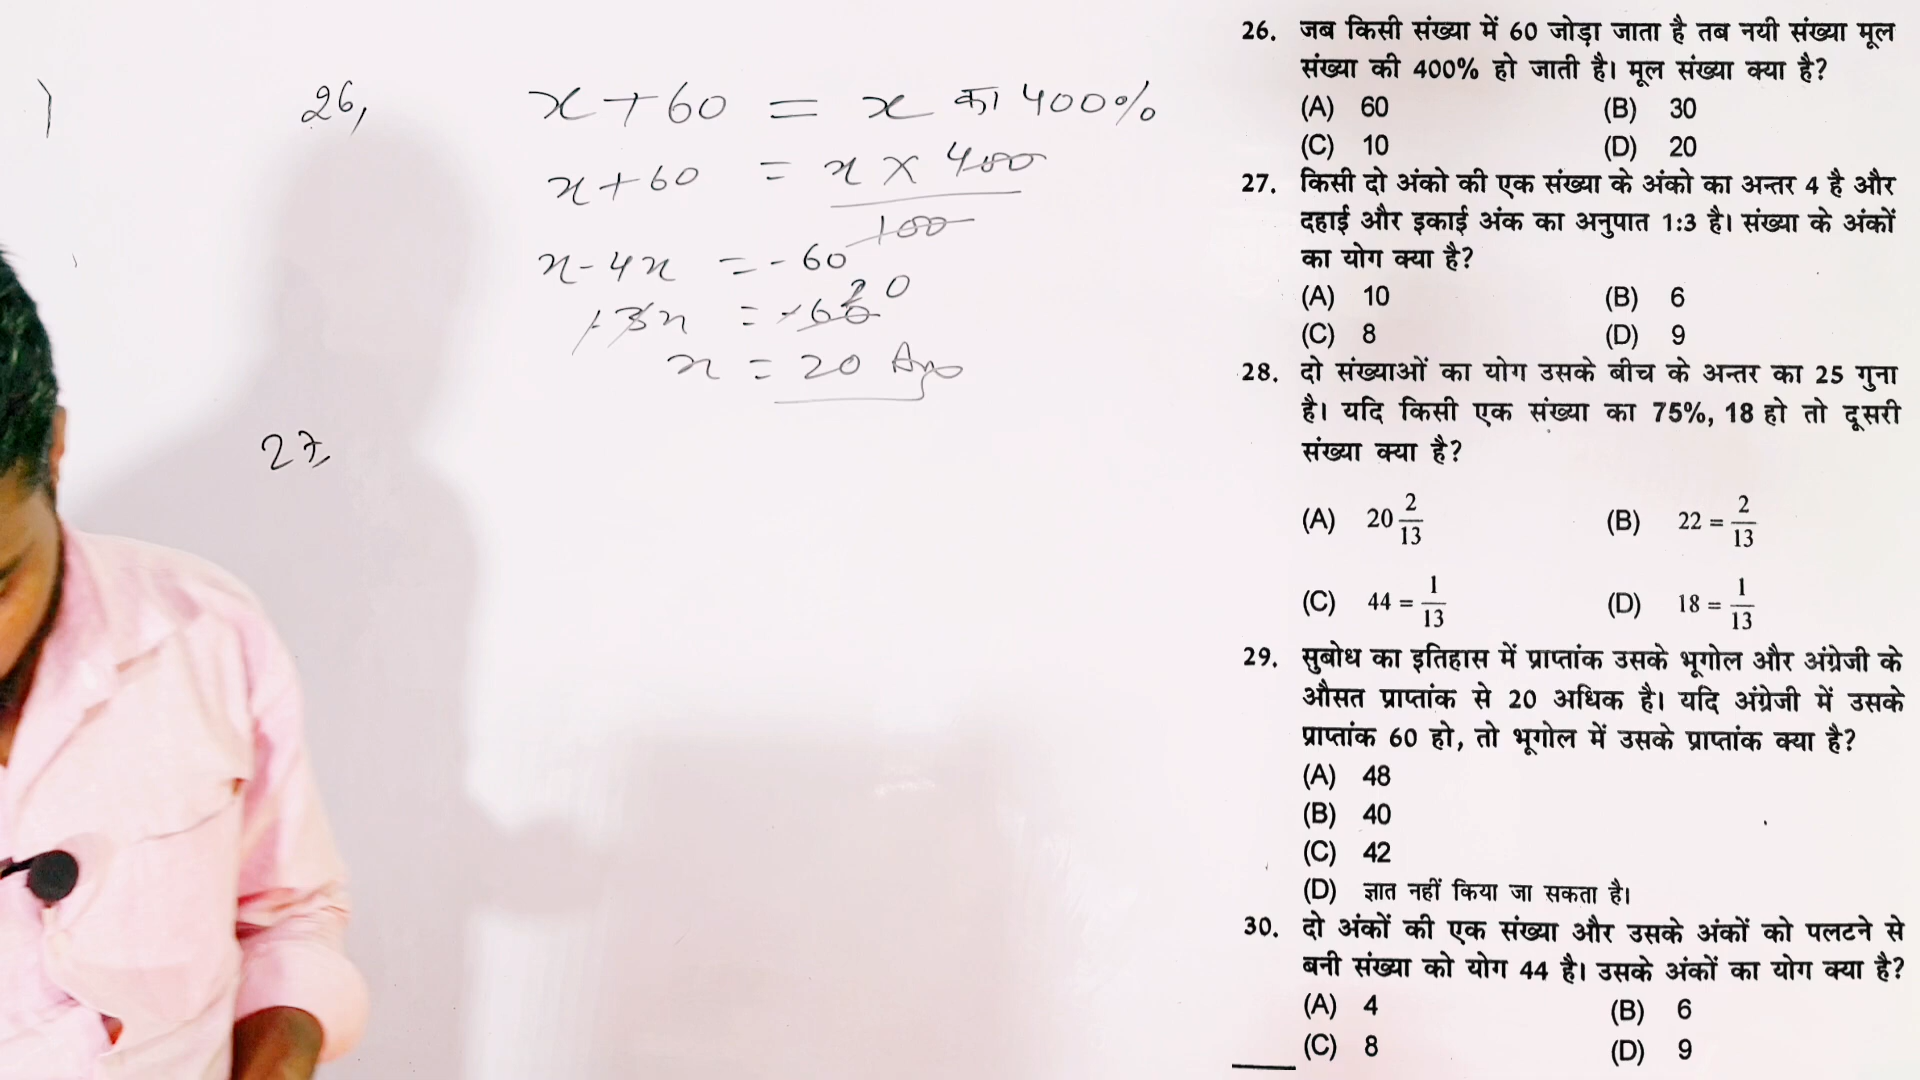 26,
x + 60 = x का 400%
x + 60 = x × 400
100
x - 4x = - 60
- 3x = - 60 20
x = 20 Ans
27,
26. जब किसी संख्या में 60 जोड़ा जाता है तब नयी संख्या मूल
संख्या की 400% हो जाती है। मूल संख्या क्या है?
(A) 60 (B) 30
(C) 10 (D) 20
27. किसी दो अंको की एक संख्या के अंको का अन्तर 4 है और
दहाई और इकाई अंक का अनुपात 1:3 है। संख्या के अंकों
का योग क्या है?
(A) 10 (B) 6
(C) 8 (D) 9
28. दो संख्याओं का योग उसके बीच के अन्तर का 25 गुना
है। यदि किसी एक संख्या का 75%, 18 हो तो दूसरी
संख्या क्या है?
(A) 20 2/13 (B) 22 = 2/13
(C) 44 = 1/13 (D) 18 = 1/13
29. सुबोध का इतिहास में प्राप्तांक उसके भूगोल और अंग्रेजी के
औसत प्राप्तांक से 20 अधिक है। यदि अंग्रेजी में उसके
प्राप्तांक 60 हो, तो भूगोल में उसके प्राप्तांक क्या है?
(A) 48
(B) 40
(C) 42
(D) ज्ञात नहीं किया जा सकता है।
30. दो अंकों की एक संख्या और उसके अंकों को पलटने से
बनी संख्या को योग 44 है। उसके अंकों का योग क्या है?
(A) 4 (B) 6
(C) 8 (D) 9